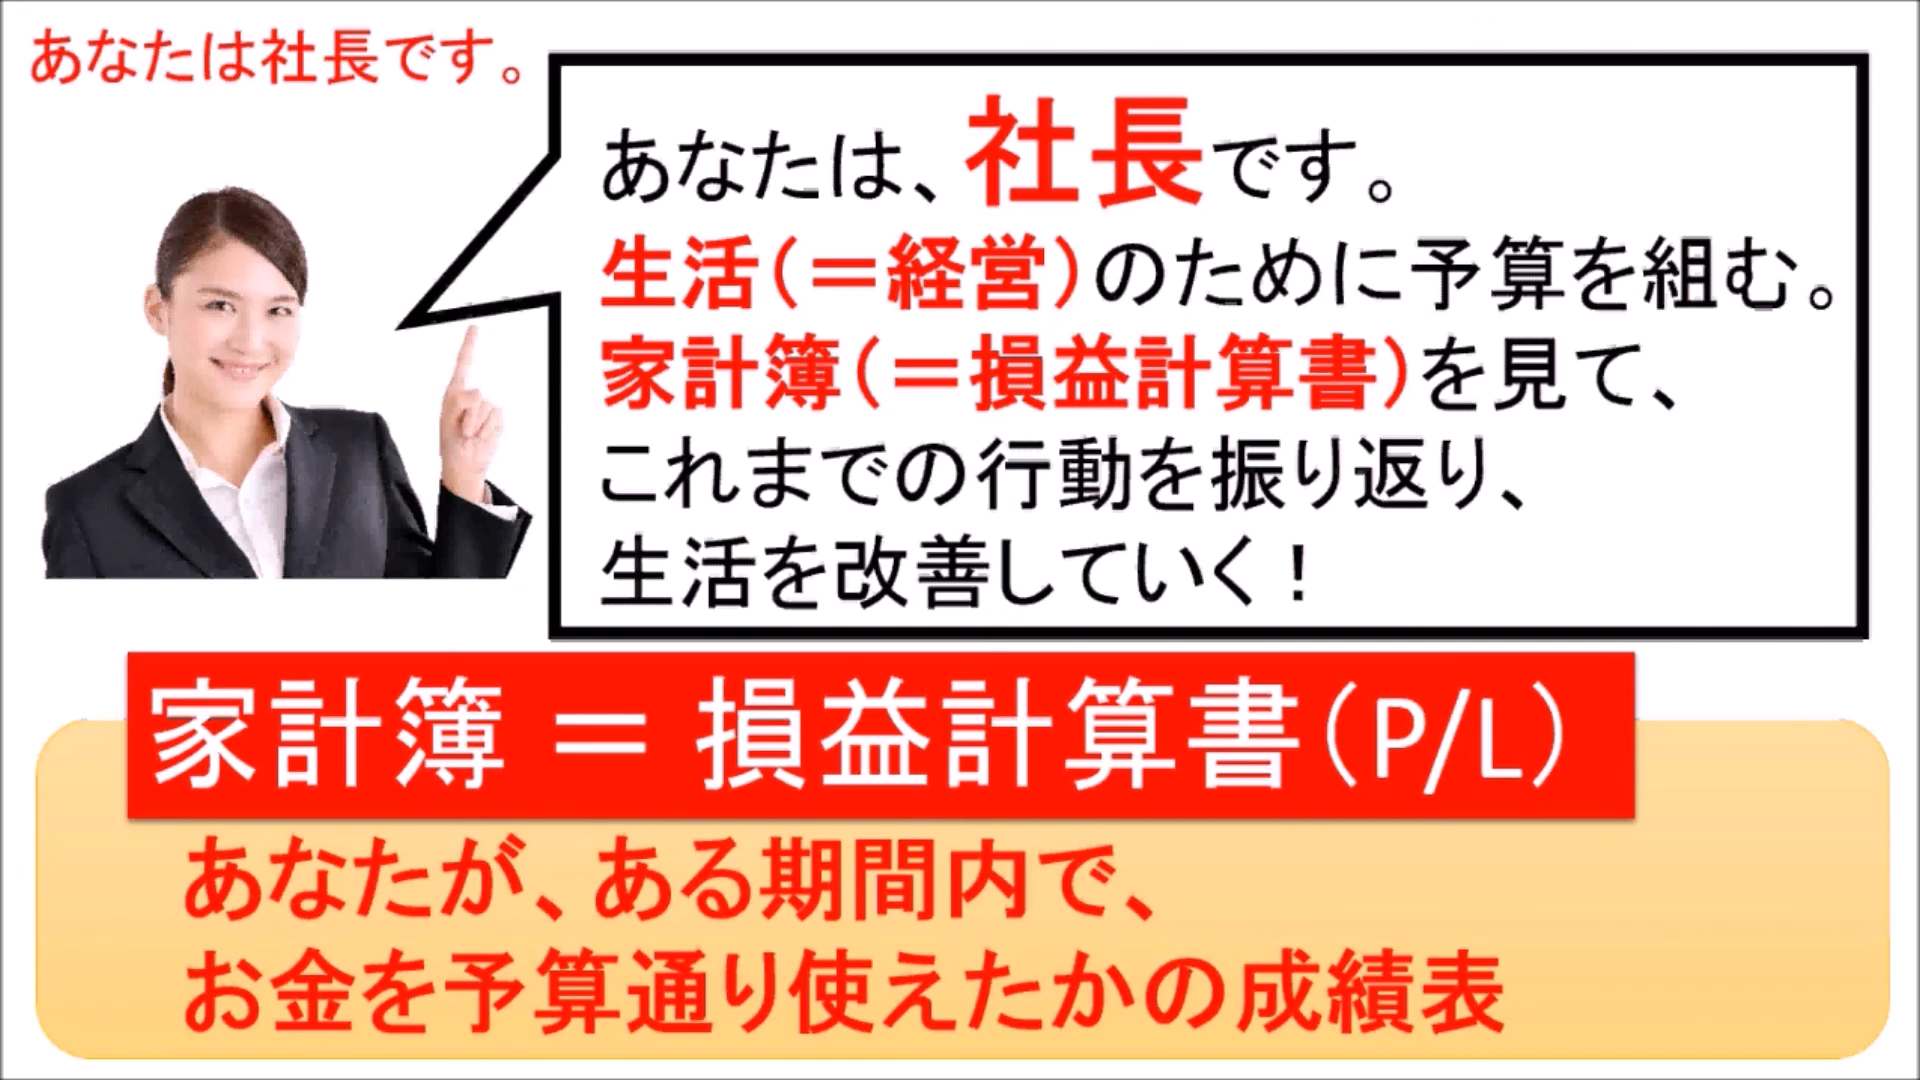 あなたは社長です。
あなたは、社長です。
生活(＝経営)のために予算を組む。
家計簿(＝損益計算書)を見て、
これまでの行動を振り返り、
生活を改善していく！
家計簿 ＝ 損益計算書(P/L)
あなたが、ある期間内で、
お金を予算通り使えたかの成績表